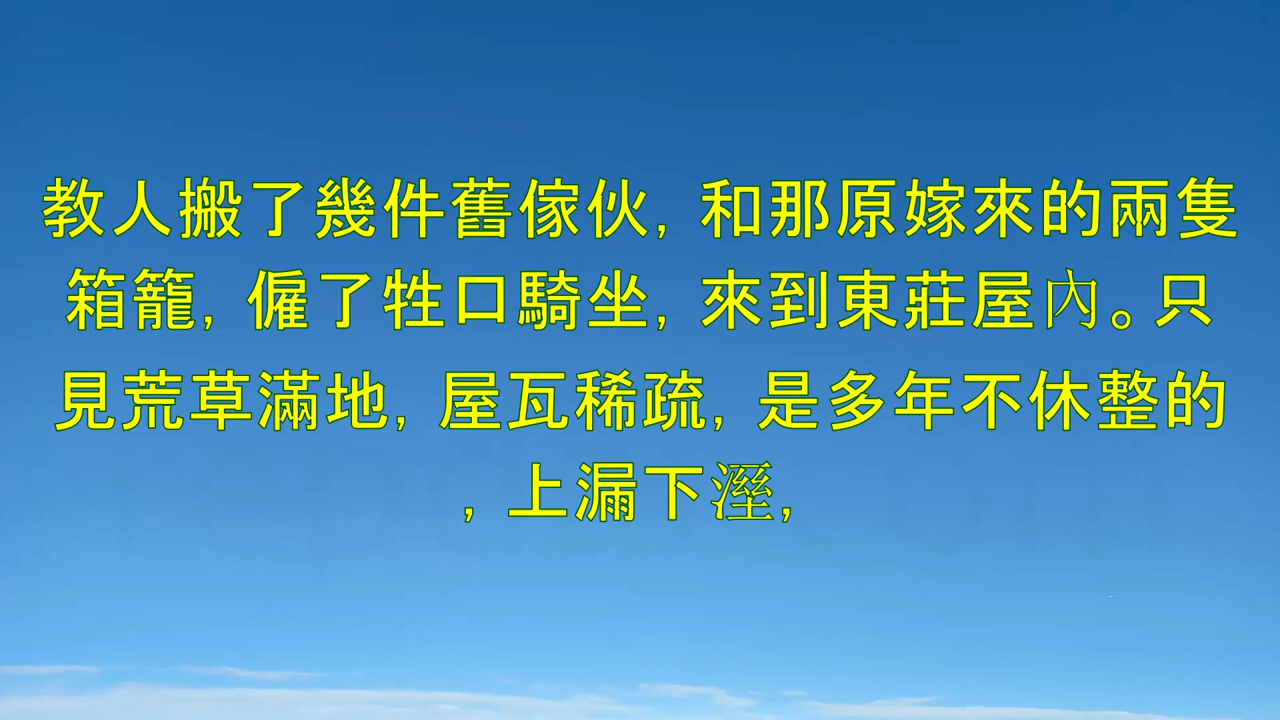 教人搬了幾件舊傢伙，和那原嫁來的兩隻
箱籠，僱了牲口騎坐，來到東莊屋內。只
見荒草滿地，屋瓦稀疏，是多年不休整的
，上漏下溼，